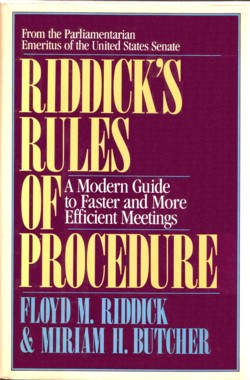 From the Parliamentarian
Emeritus of the United States Senate
RIDDICK'S
RULES
OF
A Modern Guide
to Faster and More
Efficient Meetings
PROCEDURE
FLOYD M. RIDDICK
& MIRIAM H. BUTCHER